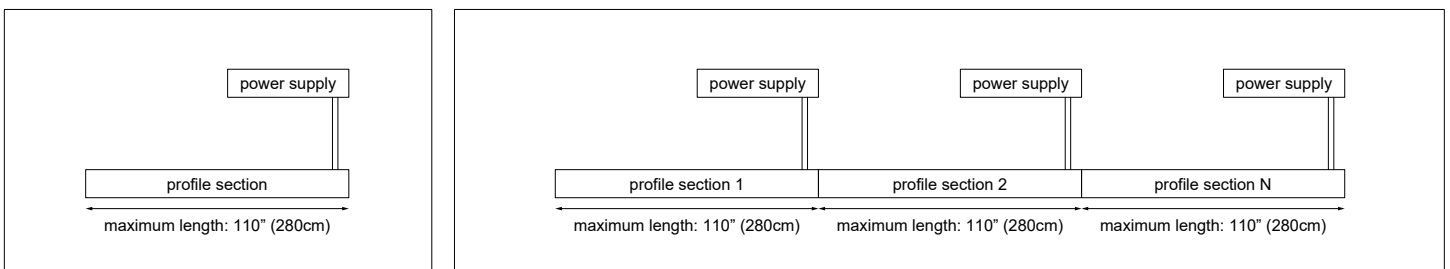 power supply
profile section
maximum length: 110” (280cm)
power supply power supply power supply
profile section 1 profile section 2 profile section N
maximum length: 110” (280cm) maximum length: 110” (280cm) maximum length: 110” (280cm)